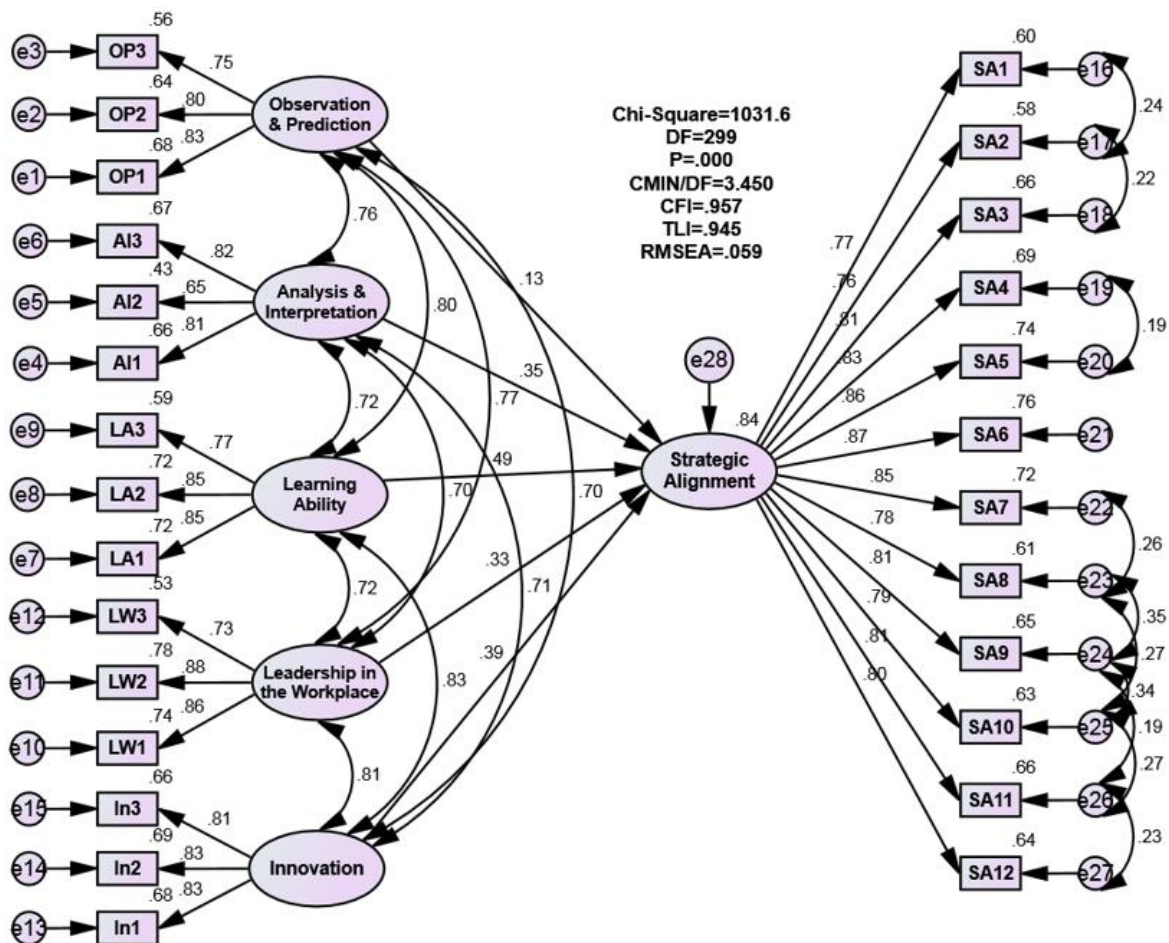 .56
e3
OP3
.75
.64
e2
OP2
.80
Observation
& Prediction
.68
.83
e1
OP1
.67
e6
AI3
.82
.76
.43
e5
AI2
.65
Analysis &
Interpretation
.66
.81
e4
AI1
.59
e9
LA3
.77
.72
.72
e8
LA2
.85
Learning
Ability
.72
.85
e7
LA1
.53
e12
LW3
.73
.72
.78
e11
LW2
.88
Leadership in
the Workplace
.74
.86
e10
LW1
.66
e15
In3
.81
.81
.69
e14
In2
.83
Innovation
.68
.83
e13
In1
.80
.77
.70
.70
.71
.83
.13
.35
.49
.33
.39
Chi-Square=1031.6
DF=299
P=.000
CMIN/DF=3.450
CFI=.957
TLI=.945
RMSEA=.059
e28
.84
Strategic
Alignment
.77
.76
.81
.83
.86
.87
.85
.78
.81
.79
.81
.80
.60
SA1
e16
.24
.58
SA2
e17
.22
.66
SA3
e18
.69
SA4
e19
.19
.74
SA5
e20
.76
SA6
e21
.72
SA7
e22
.26
.61
SA8
e23
.35
.65
SA9
e24
.27
.34
.63
SA10
e25
.19
.27
.66
SA11
e26
.23
.64
SA12
e27